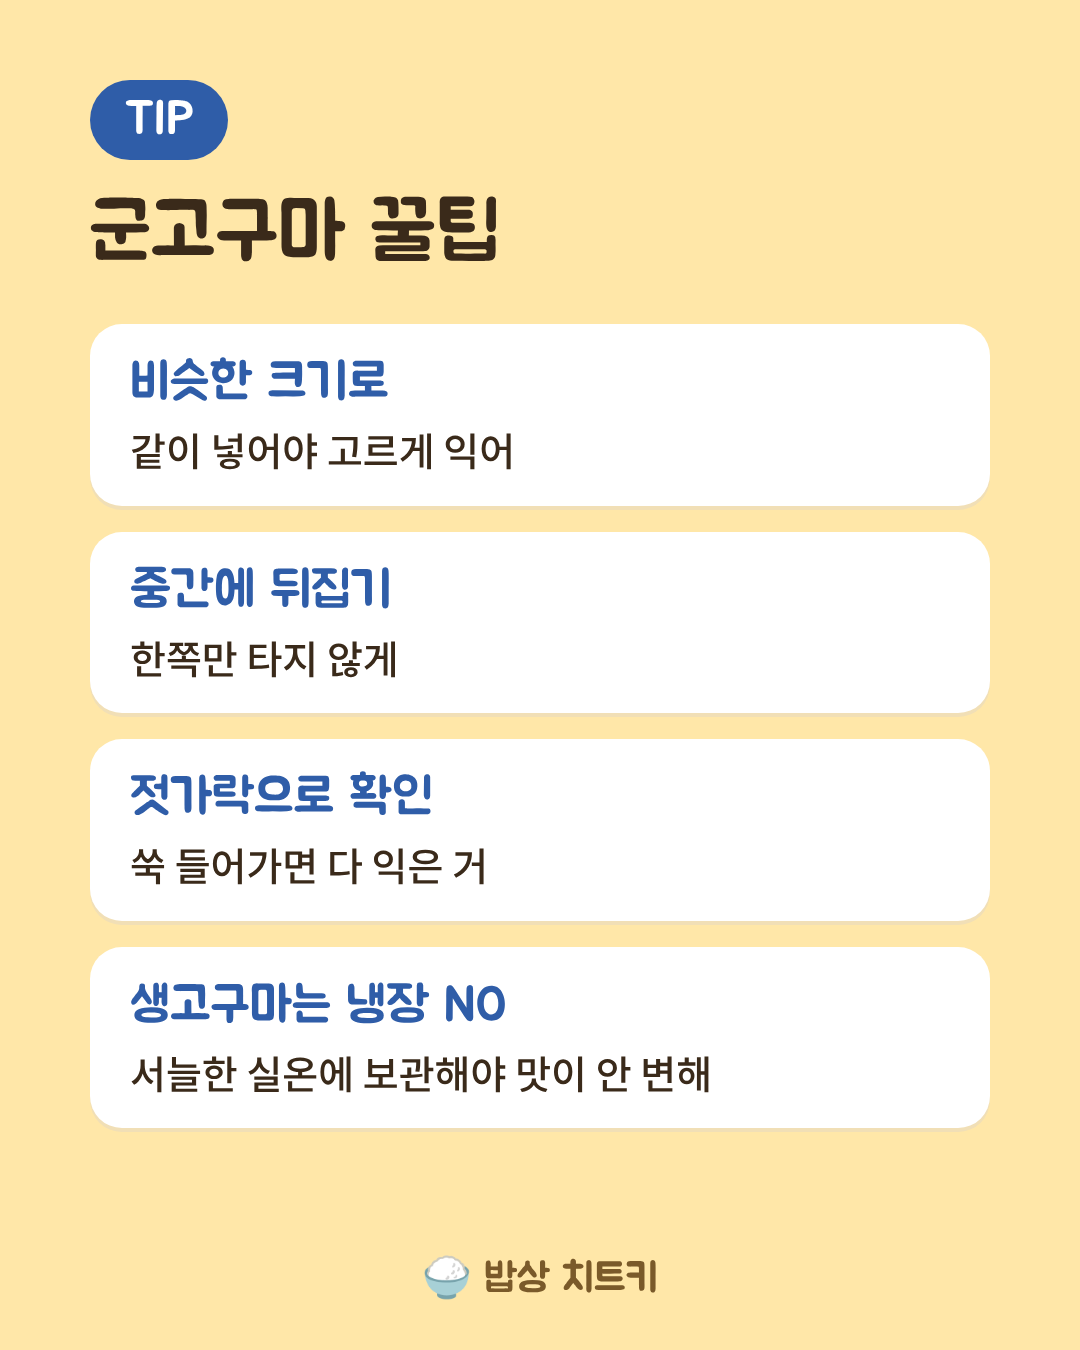 TIP
군고구마 꿀팁
비슷한 크기로
같이 넣어야 고르게 익어
중간에 뒤집기
한쪽만 타지 않게
젓가락으로 확인
쑥 들어가면 다 익은 거
생고구마는 냉장 NO
서늘한 실온에 보관해야 맛이 안 변해
밥상 치트키